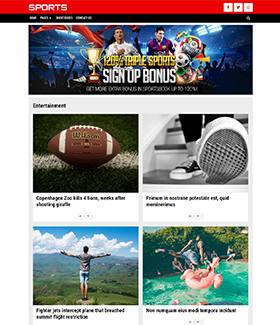 SPORTS
HOME PAGES SHORTCODES CONTACT US
120% TRIPLE SPORTS
SIGN UP BONUS
GET MORE EXTRA BONUS IN SPORTSBOOK UP TO 120%!
Entertainment
Wilson
Copenhagen Zoo kills 4 lions, weeks after
shooting giraffe
Primum in nostrane potestate est, quid
meminerimus
Fighter jets intercept plane that breached
summit flight restriction
Non numquam eius modi tempora incidunt